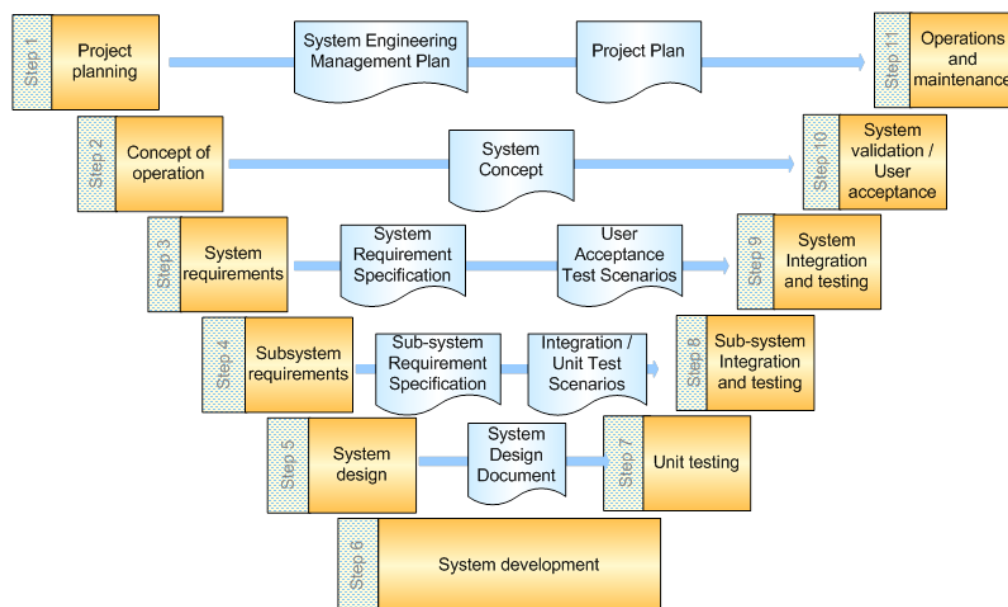 Step 1
Project
planning
System Engineering
Management Plan
Project Plan
Step 11
Operations
and
maintenance
Step 2
Concept of
operation
System
Concept
Step 10
System
validation /
User
acceptance
Step 3
System
requirements
System
Requirement
Specification
User
Acceptance
Test Scenarios
Step 9
System
Integration
and testing
Step 4
Subsystem
requirements
Sub-system
Requirement
Specification
Integration /
Unit Test
Scenarios
Step 8
Sub-system
Integration
and testing
Step 5
System
design
System
Design
Document
Step 7
Unit testing
Step 6
System development